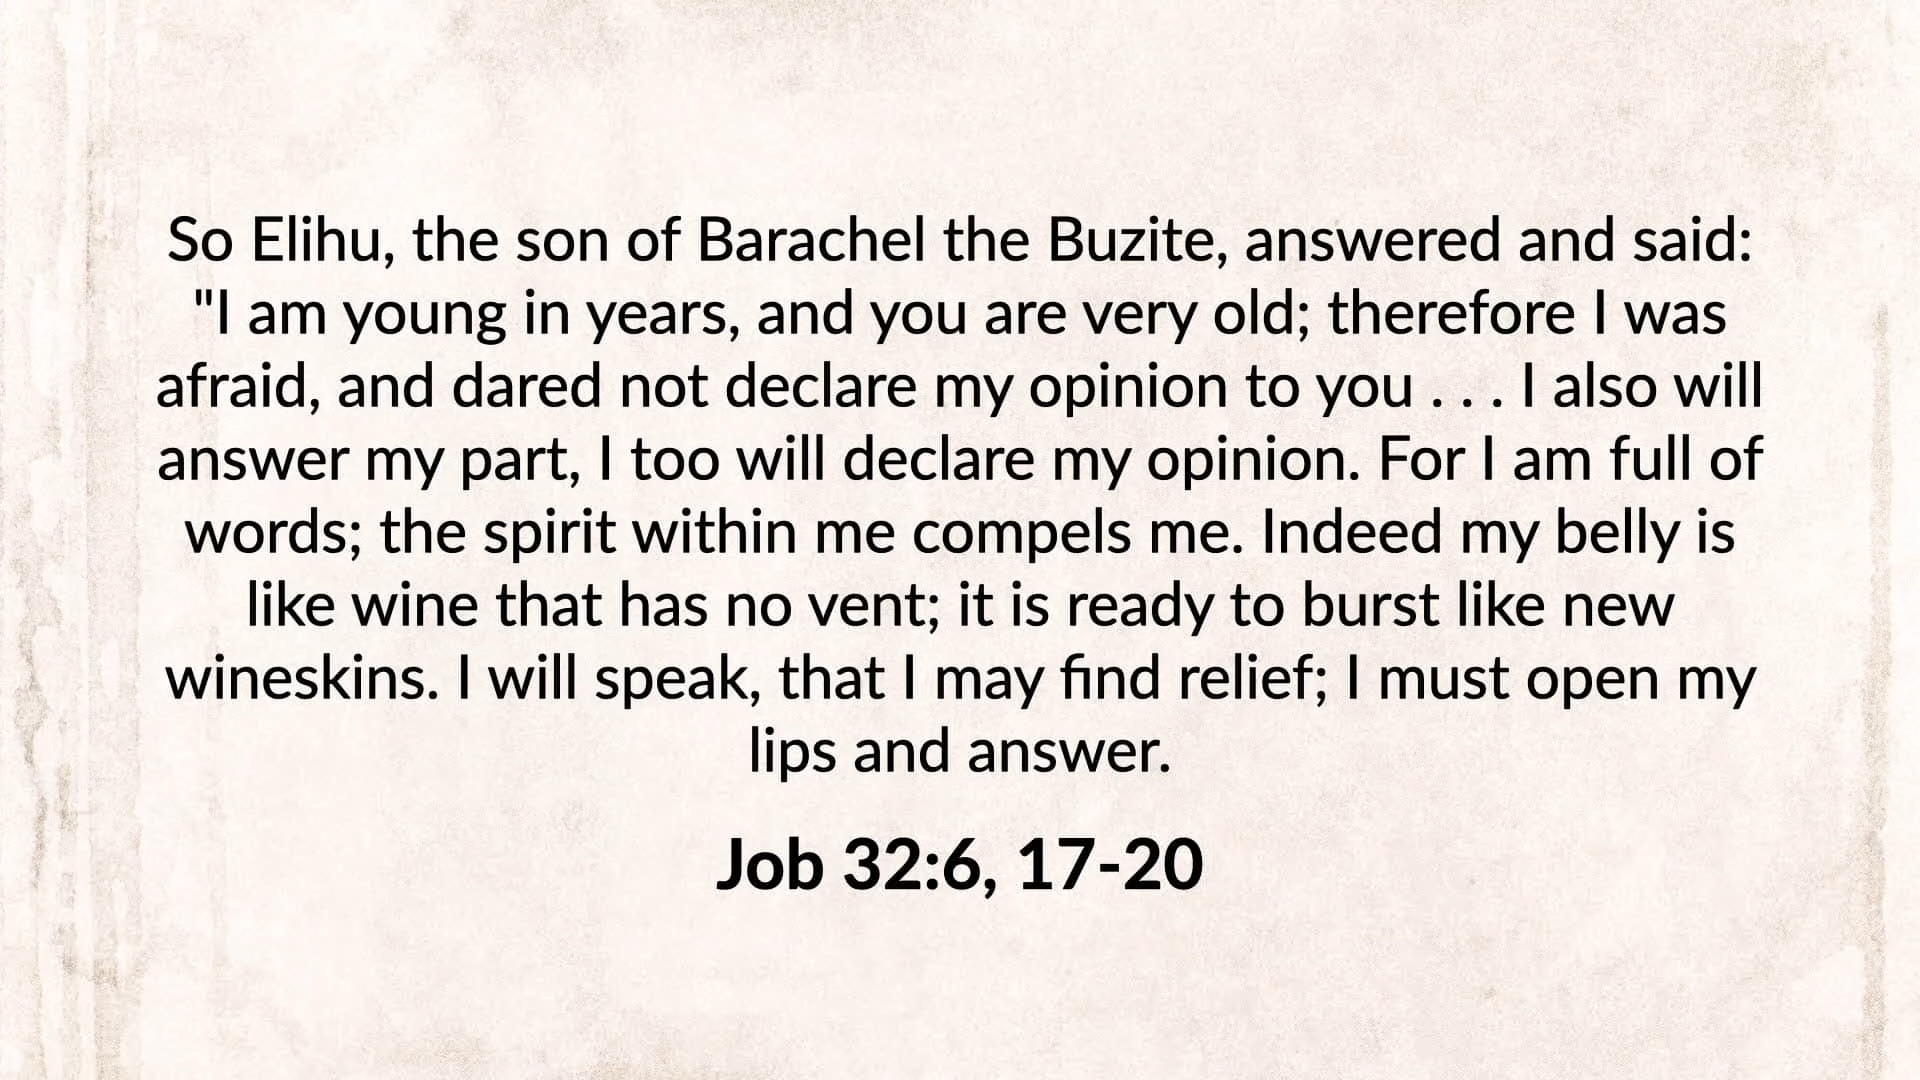 So Elihu, the son of Barachel the Buzite, answered and said:
"I am young in years, and you are very old; therefore I was
afraid, and dared not declare my opinion to you . . . I also will
answer my part, I too will declare my opinion. For I am full of
words; the spirit within me compels me. Indeed my belly is
like wine that has no vent; it is ready to burst like new
wineskins. I will speak, that I may find relief; I must open my
lips and answer.
Job 32:6, 17-20